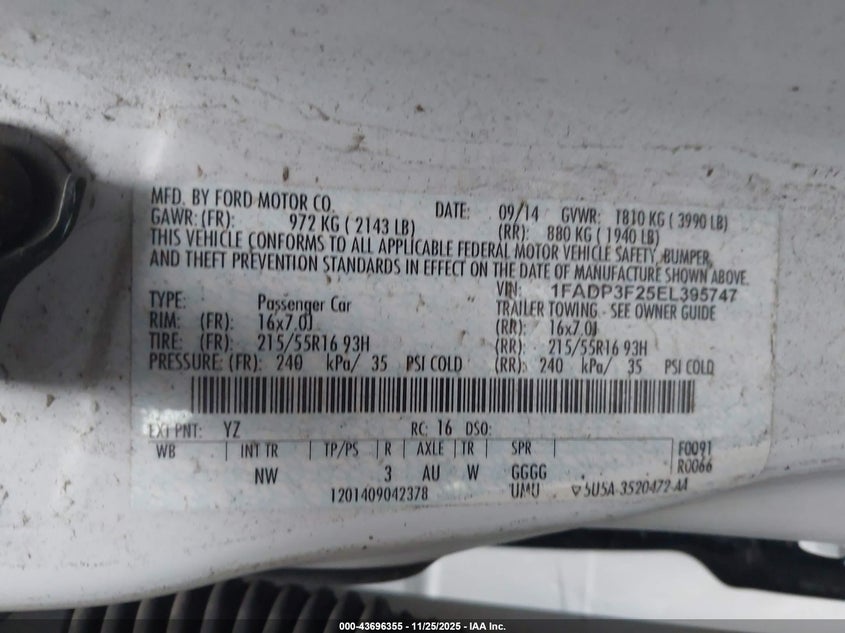 MFD. BY FORD MOTOR CO.
DATE: 09/14 GVWR: 1810 KG ( 3990 LB)
GAWR: (FR): 972 KG ( 2143 LB) (RR): 880 KG ( 1940 LB)
THIS VEHICLE CONFORMS TO ALL APPLICABLE FEDERAL MOTOR VEHICLE SAFETY, BUMPER,
AND THEFT PREVENTION STANDARDS IN EFFECT ON THE DATE OF MANUFACTURE SHOWN ABOVE.
VIN: 1FADP3F25EL395747
TYPE: Passenger Car TRAILER TOWING - SEE OWNER GUIDE
RIM: (FR): 16x7.0J (RR): 16x7.0J
TIRE: (FR): 215/55R16 93H (RR): 215/55R16 93H
PRESSURE: (FR): 240 kPa/ 35 PSI COLD (RR): 240 kPa/ 35 PSI COLD
EXT PNT: YZ RC: 16 DSO:
WB INT TR TP/PS R AXLE TR SPR F0091
NW 3 AU W GGGG R0066
1201409042378 UMU 5U5A-3520472-AA
000-43696355 - 11/25/2025 - IAA Inc.